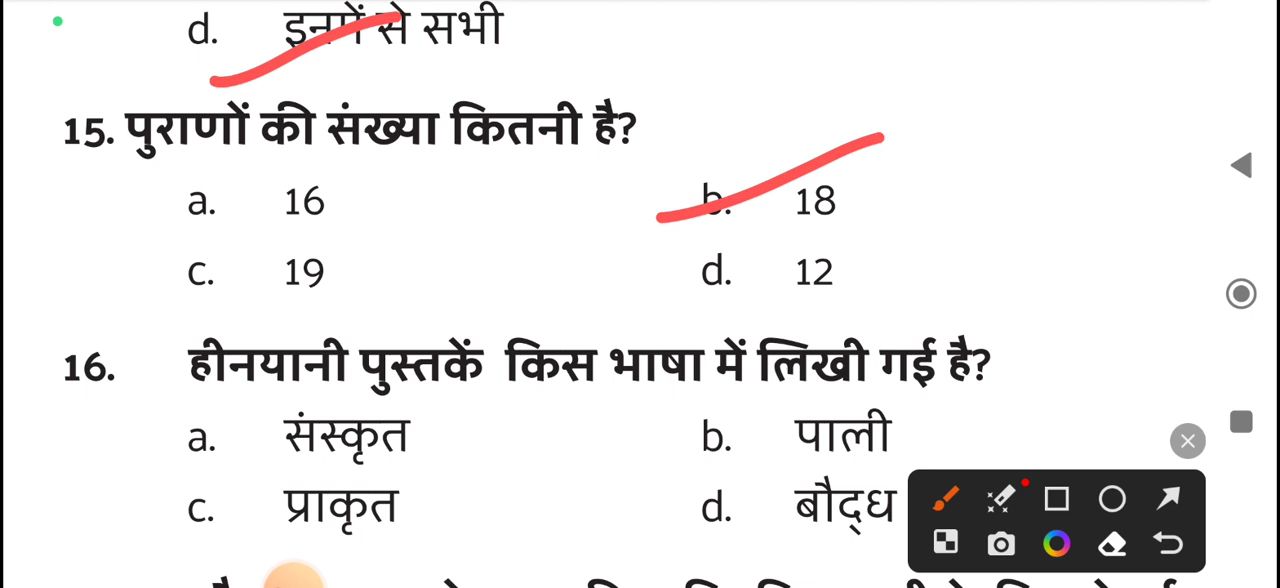 d. इनमें से सभी
15. पुराणों की संख्या कितनी है?
a. 16 b. 18
c. 19 d. 12
16. हीनयानी पुस्तकें किस भाषा में लिखी गई है?
a. संस्कृत b. पाली
c. प्राकृत d. बौद्ध